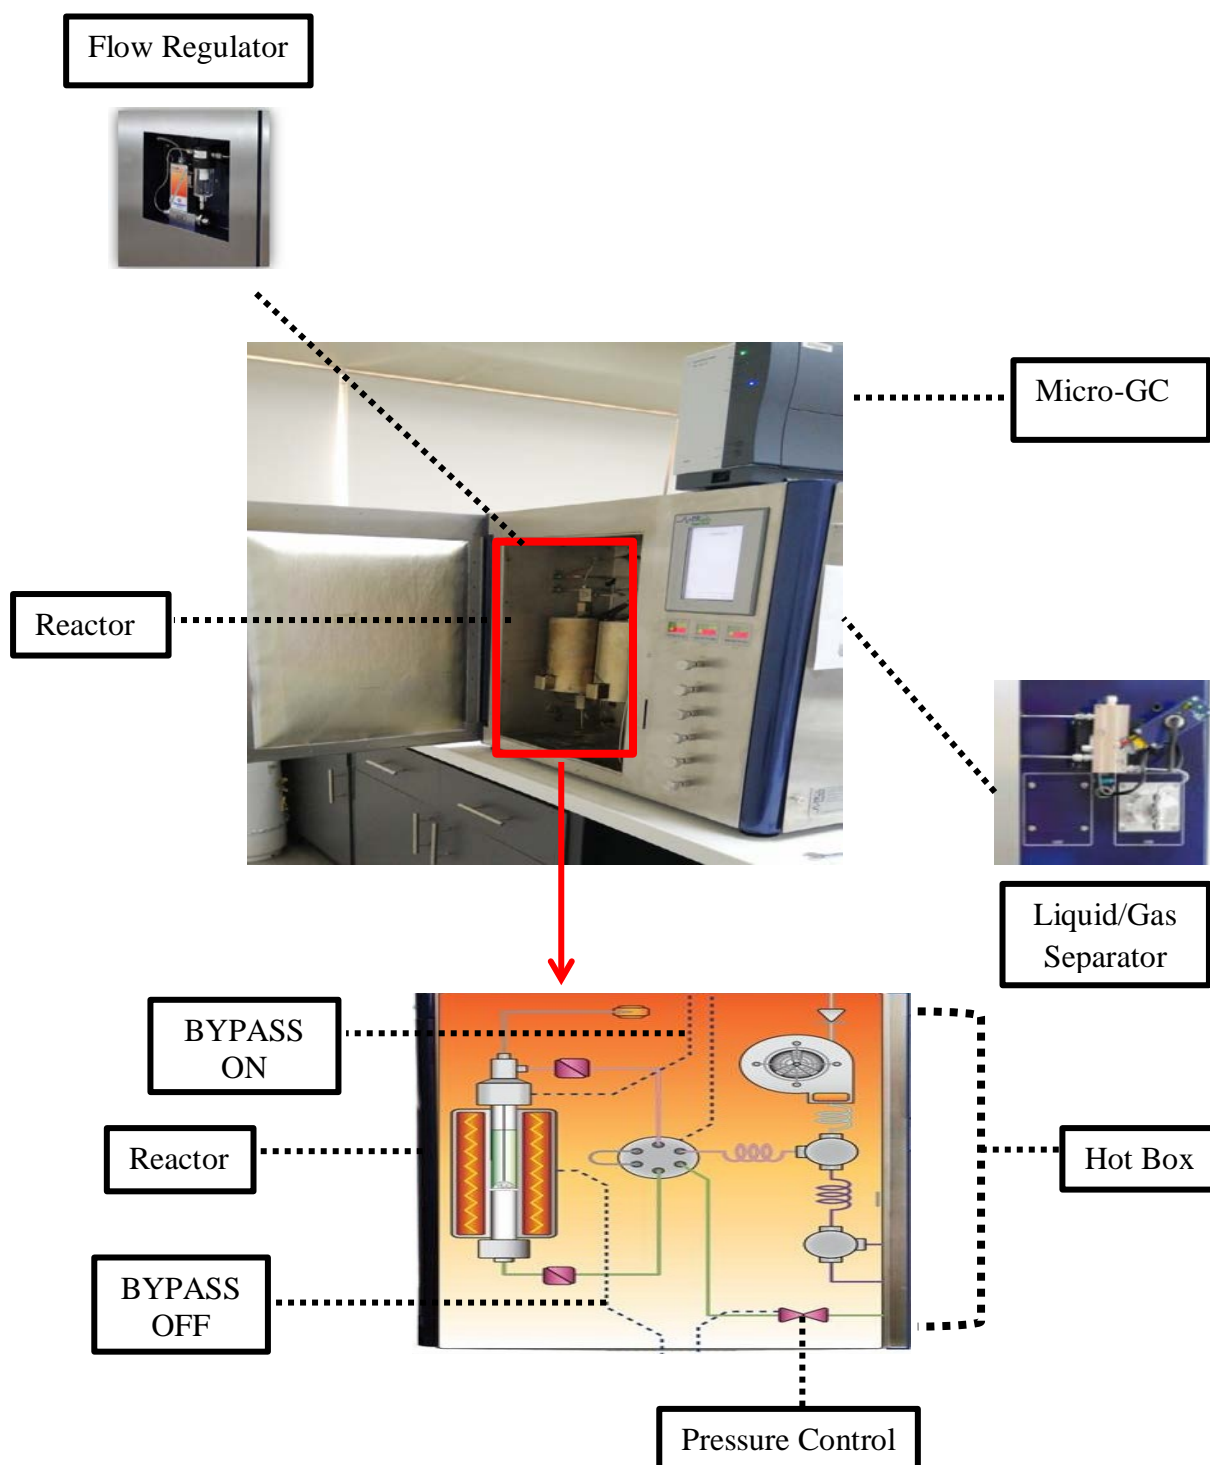 Flow Regulator
Micro-GC
Reactor
Liquid/Gas
Separator
BYPASS
ON
Reactor
Hot Box
BYPASS
OFF
Pressure Control